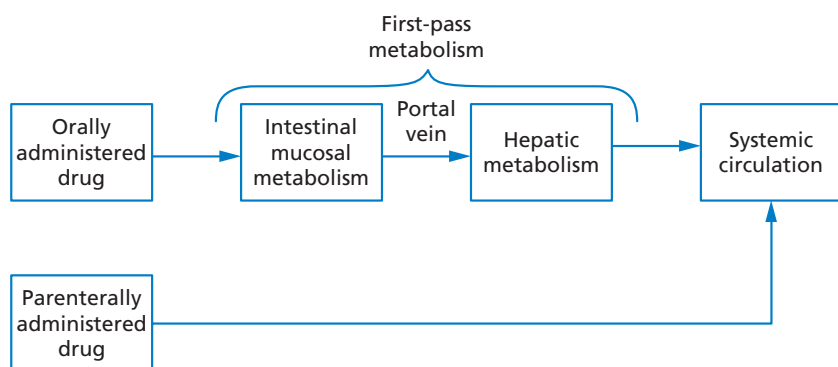 First-pass
metabolism
Orally
administered
drug
Intestinal
mucosal
metabolism
Portal
vein
Hepatic
metabolism
Systemic
circulation
Parenterally
administered
drug